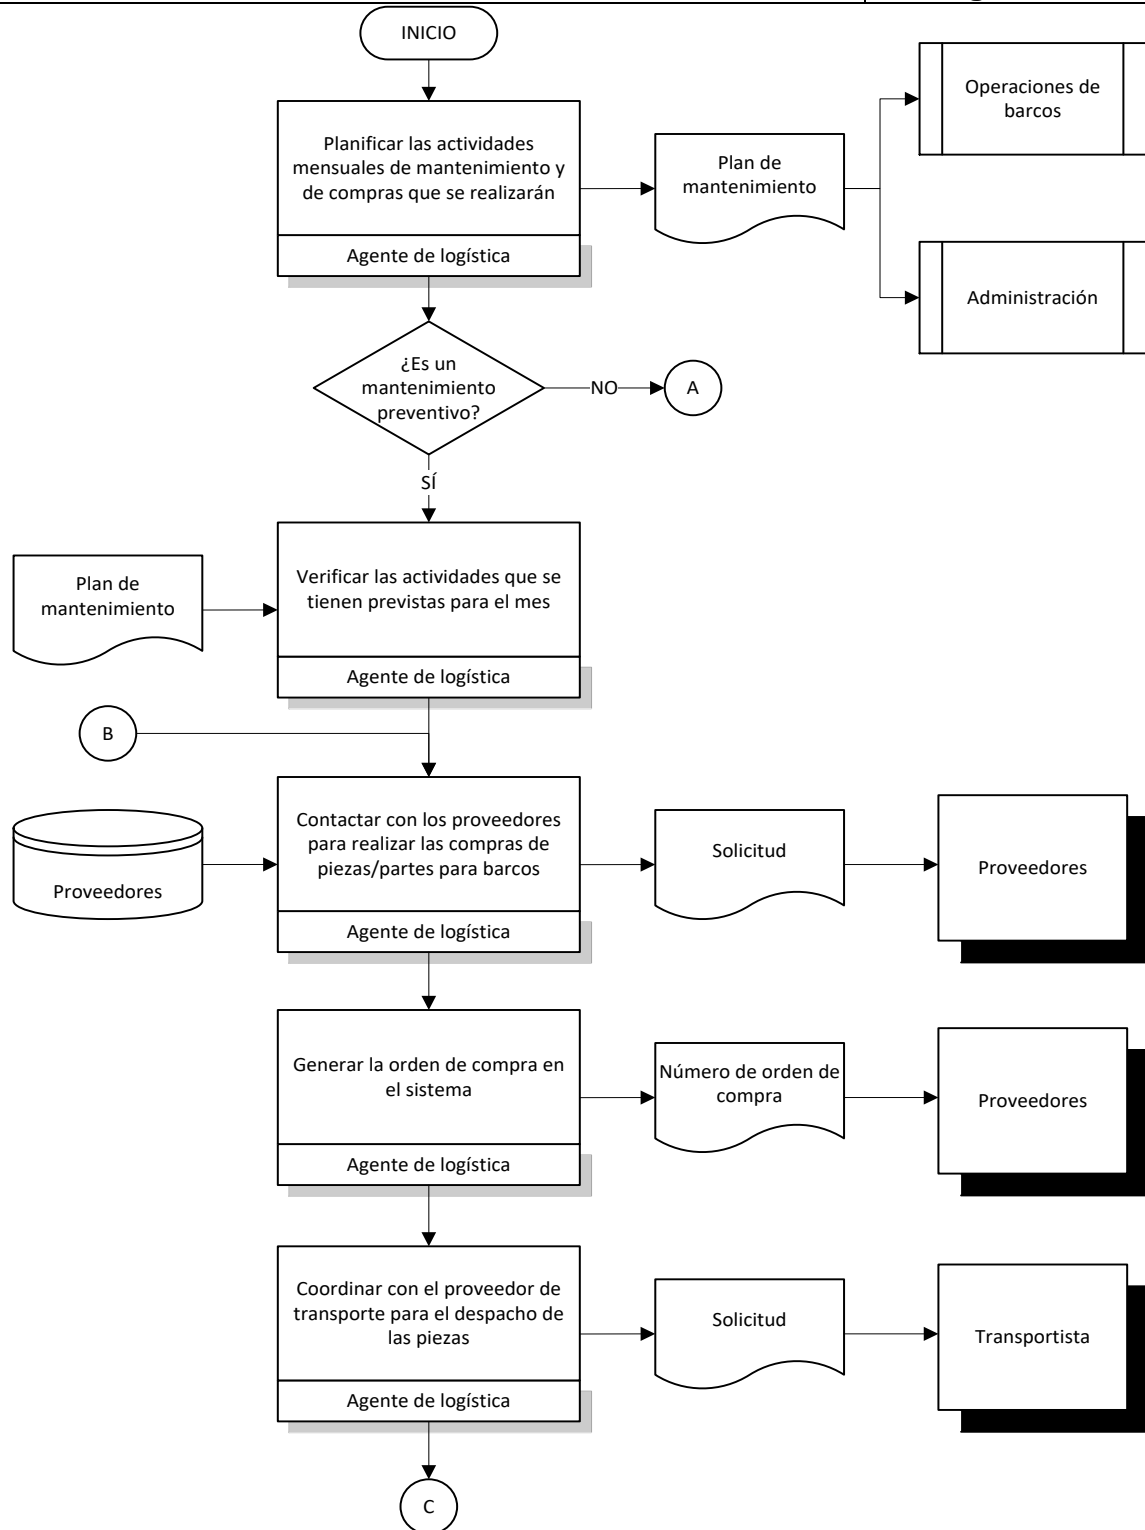 INICIO
Planificar las actividades
mensuales de mantenimiento y
de compras que se realizarán
Agente de logística
Plan de
mantenimiento
Operaciones de
barcos
Administración
¿Es un
mantenimiento
preventivo?
NO
A
SÍ
Plan de
mantenimiento
Verificar las actividades que se
tienen previstas para el mes
Agente de logística
B
Proveedores
Contactar con los proveedores
para realizar las compras de
piezas/partes para barcos
Agente de logística
Solicitud
Proveedores
Generar la orden de compra en
el sistema
Agente de logística
Número de orden de
compra
Proveedores
Coordinar con el proveedor de
transporte para el despacho de
las piezas
Agente de logística
Solicitud
Transportista
C